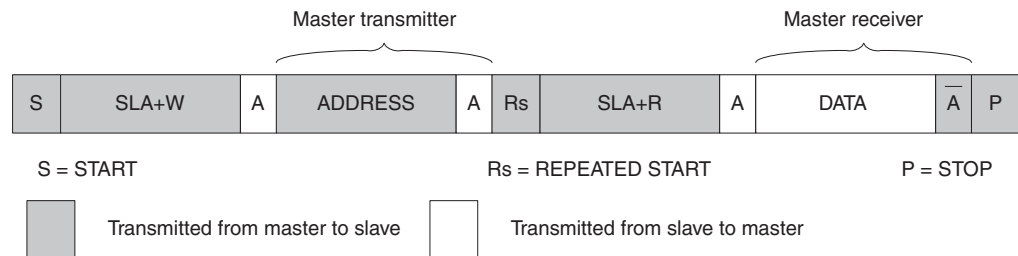 Master transmitter Master receiver
S SLA+W A ADDRESS A Rs SLA+R A DATA A̅ P
S = START Rs = REPEATED START P = STOP
Transmitted from master to slave Transmitted from slave to master